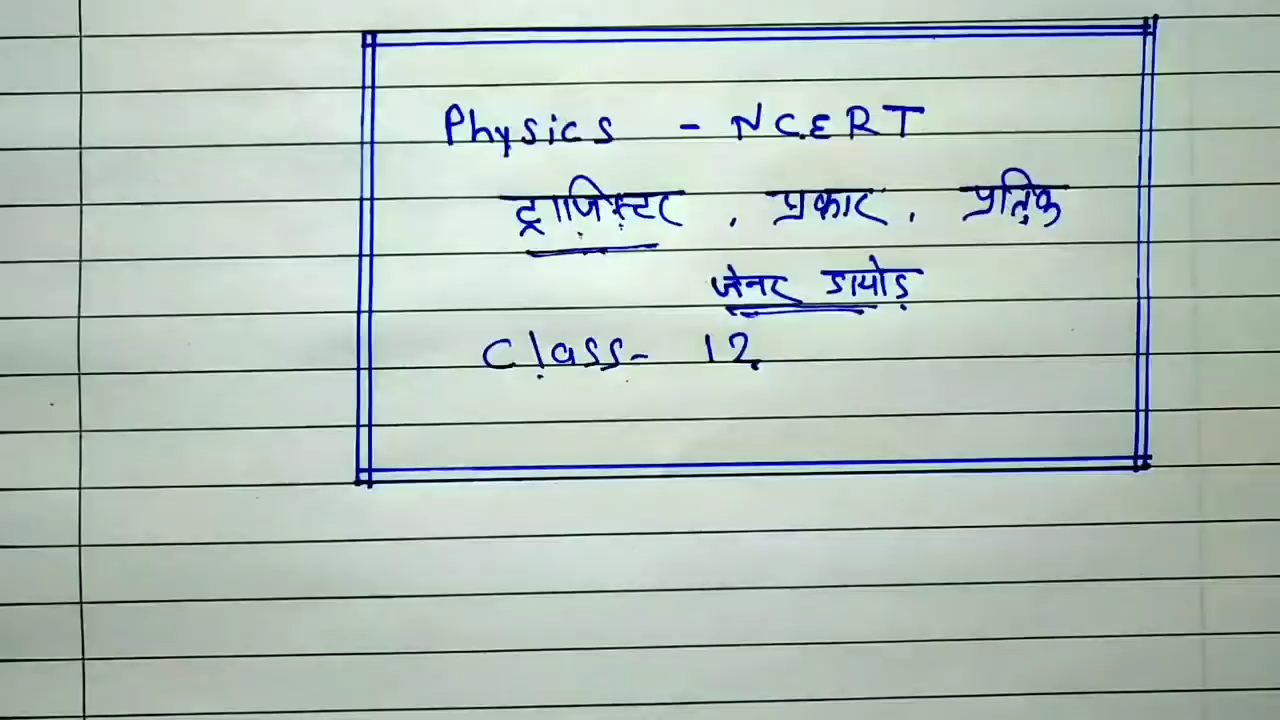 Physics - NCERT
ट्राजिस्टर , प्रकार , प्रतिक
जेनर डायोड
Class- 12